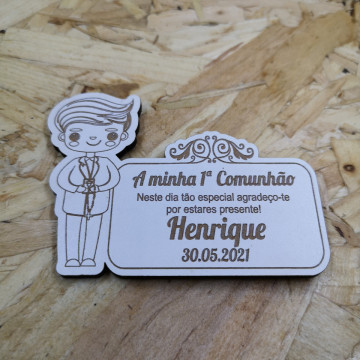 A minha 1ª Comunhão
Neste dia tão especial agradeço-te
por estares presente!
Henrique
30.05.2021